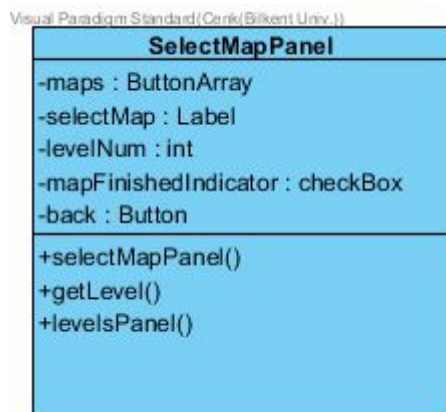 Visual Paradigm Standard(Cenk(Bilkent Univ.))
SelectMapPanel
-maps : ButtonArray
-selectMap : Label
-levelNum : int
-mapFinishedIndicator : checkBox
-back : Button
+selectMapPanel()
+getLevel()
+levelsPanel()